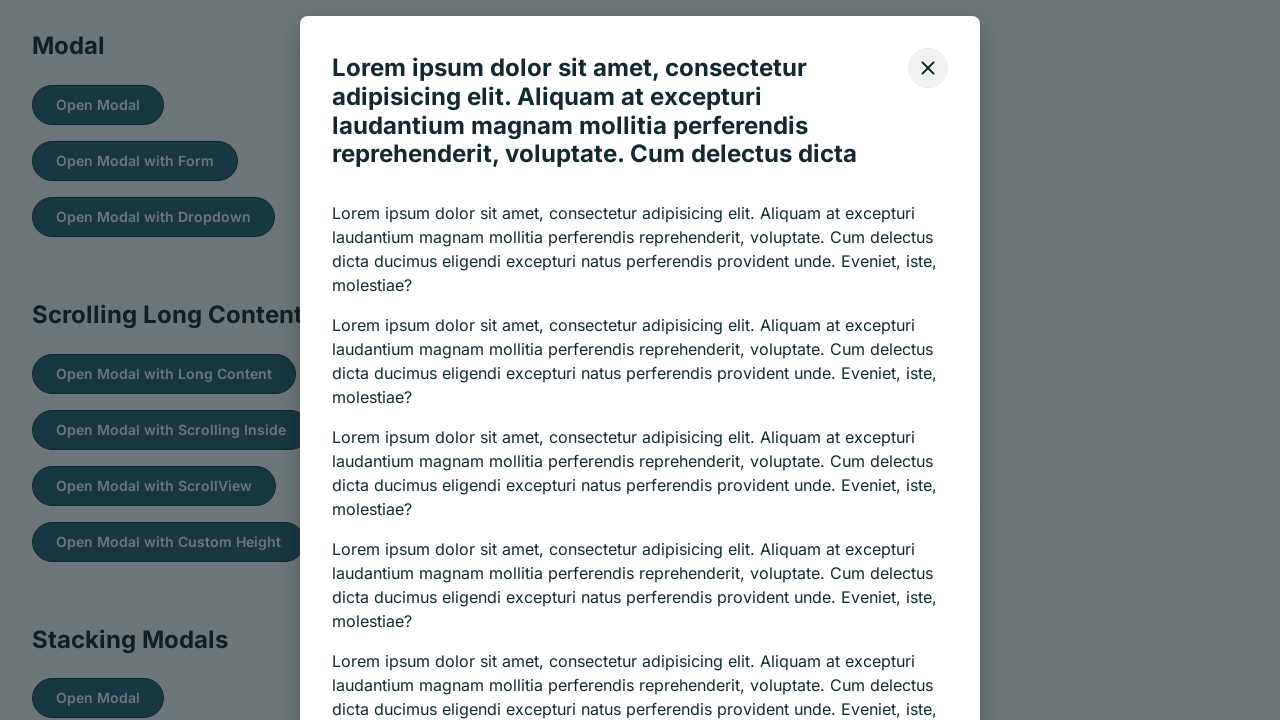 Modal
Open Modal
Open Modal with Form
Open Modal with Dropdown
Scrolling Long Content
Open Modal with Long Content
Open Modal with Scrolling Inside
Open Modal with ScrollView
Open Modal with Custom Height
Stacking Modals
Open Modal
Lorem ipsum dolor sit amet, consectetur
adipisicing elit. Aliquam at excepturi
laudantium magnam mollitia perferendis
reprehenderit, voluptate. Cum delectus dicta
Lorem ipsum dolor sit amet, consectetur adipisicing elit. Aliquam at excepturi
laudantium magnam mollitia perferendis reprehenderit, voluptate. Cum delectus
dicta ducimus eligendi excepturi natus perferendis provident unde. Eveniet, iste,
molestiae?
Lorem ipsum dolor sit amet, consectetur adipisicing elit. Aliquam at excepturi
laudantium magnam mollitia perferendis reprehenderit, voluptate. Cum delectus
dicta ducimus eligendi excepturi natus perferendis provident unde. Eveniet, iste,
molestiae?
Lorem ipsum dolor sit amet, consectetur adipisicing elit. Aliquam at excepturi
laudantium magnam mollitia perferendis reprehenderit, voluptate. Cum delectus
dicta ducimus eligendi excepturi natus perferendis provident unde. Eveniet, iste,
molestiae?
Lorem ipsum dolor sit amet, consectetur adipisicing elit. Aliquam at excepturi
laudantium magnam mollitia perferendis reprehenderit, voluptate. Cum delectus
dicta ducimus eligendi excepturi natus perferendis provident unde. Eveniet, iste,
molestiae?
Lorem ipsum dolor sit amet, consectetur adipisicing elit. Aliquam at excepturi
laudantium magnam mollitia perferendis reprehenderit, voluptate. Cum delectus
dicta ducimus eligendi excepturi natus perferendis provident unde. Eveniet, iste,